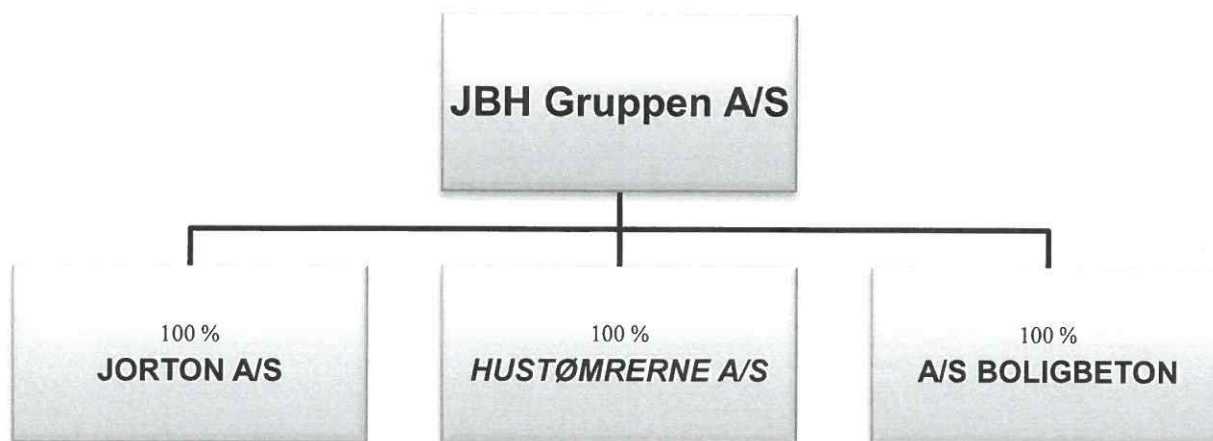 JBH Gruppen A/S
100 %
JORTON A/S
100 %
HUSTØMRERNE A/S
100 %
A/S BOLIGBETON